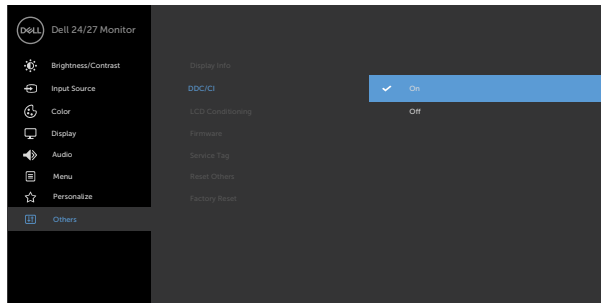 DELL Dell 24/27 Monitor
Brightness/Contrast
Input Source
Color
Display
Audio
Menu
Personalize
Others
Display Info
DDC/CI
LCD Conditioning
Firmware
Service Tag
Reset Others
Factory Reset
On
Off